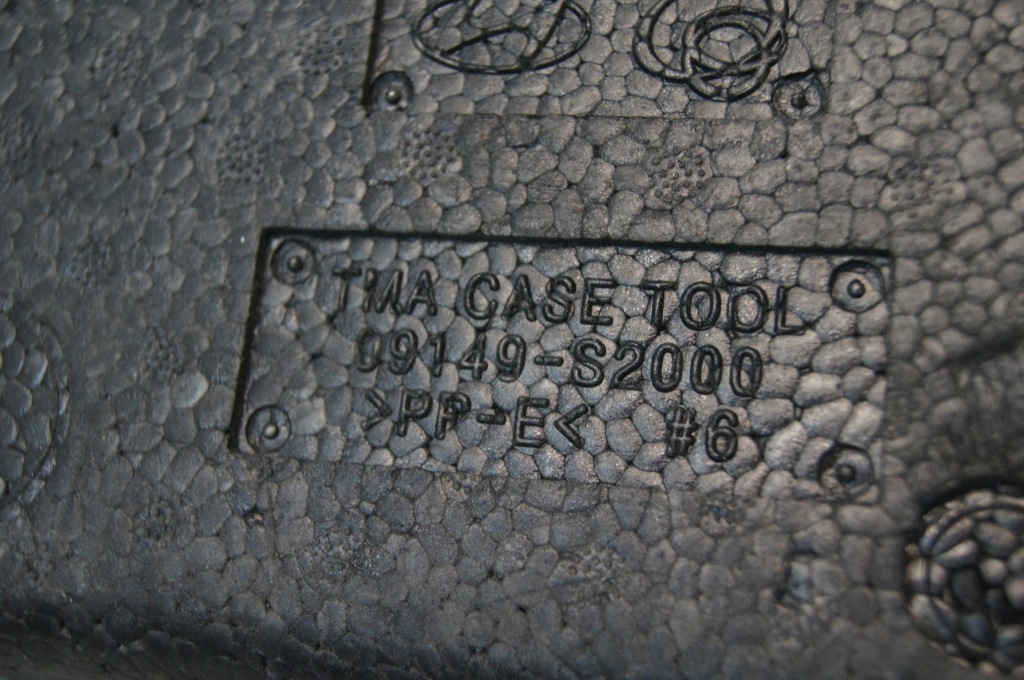 TMA CASE TOOL
09149-S2000
>PP-E< #6